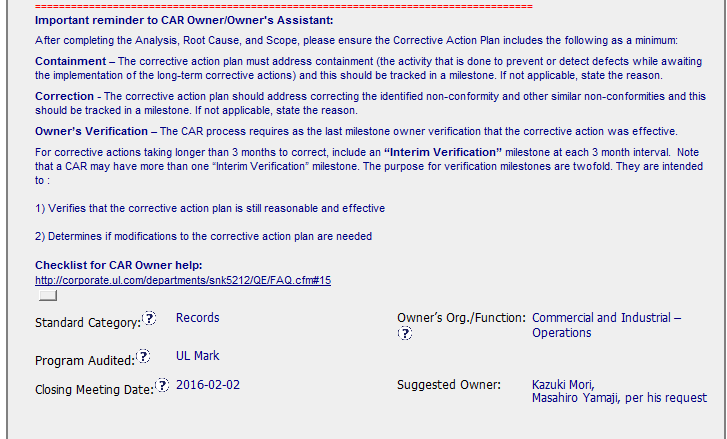 Important reminder to CAR Owner/Owner's Assistant:
After completing the Analysis, Root Cause, and Scope, please ensure the Corrective Action Plan includes the following as a minimum:
Containment – The corrective action plan must address containment (the activity that is done to prevent or detect defects while awaiting
the implementation of the long-term corrective actions) and this should be tracked in a milestone. If not applicable, state the reason.
Correction - The corrective action plan should address correcting the identified non-conformity and other similar non-conformities and this
should be tracked in a milestone. If not applicable, state the reason.
Owner's Verification – The CAR process requires as the last milestone owner verification that the corrective action was effective.
For corrective actions taking longer than 3 months to correct, include an “Interim Verification” milestone at each 3 month interval. Note
that a CAR may have more than one “Interim Verification” milestone. The purpose for verification milestones are twofold. They are intended
to :
1) Verifies that the corrective action plan is still reasonable and effective
2) Determines if modifications to the corrective action plan are needed
Checklist for CAR Owner help:
http://corporate.ul.com/departments/snk5212/QE/FAQ.cfm#15
Standard Category: ? Records Owner's Org./Function: ? Commercial and Industrial –
Operations
Program Audited: ? UL Mark
Closing Meeting Date: ? 2016-02-02 Suggested Owner: Kazuki Mori,
Masahiro Yamaji, per his request